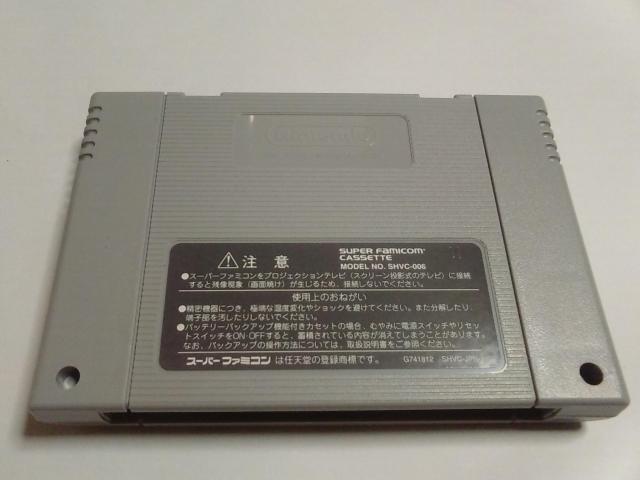 Nintendo
注意
SUPER FAMICOM
CASSETTE
MODEL NO. SHVC-006
●スーパーファミコンをプロジェクションテレビ(スクリーン投影式のテレビ)に接続
すると残像現象(画面焼け)が生じるため、接続しないでください。
使用上のおねがい
●精密機器につき、極端な温度変化やショックを避けてください。また分解したり、
端子部を汚したりしないでください。
●バッテリーバックアップ機能付きカセットの場合、むやみに電源スイッチやリセッ
トスイッチをON・OFFすると、蓄積されている内容が消えてしまうことがあります。
なお、バックアップの操作方法については、取扱説明書をご参照ください。
スーパーファミコン は任天堂の登録商標です。
G741812 SHVC-JPN